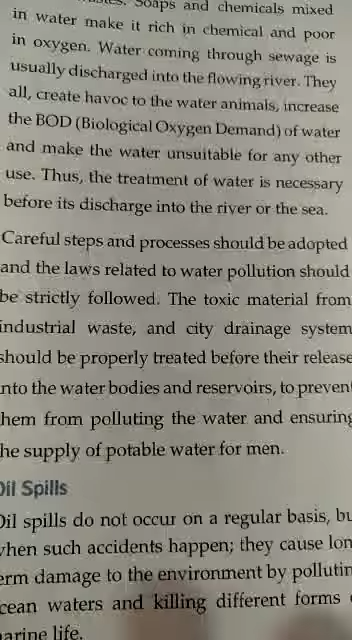 Soaps and chemicals mixed
in water make it rich in chemical and poor
in oxygen. Water coming through sewage is
usually discharged into the flowing river. They
all, create havoc to the water animals, increase
the BOD (Biological Oxygen Demand) of water
and make the water unsuitable for any other
use. Thus, the treatment of water is necessary
before its discharge into the river or the sea.
Careful steps and processes should be adopted
and the laws related to water pollution should
be strictly followed. The toxic material from
industrial waste, and city drainage system
should be properly treated before their release
nto the water bodies and reservoirs, to prevent
hem from polluting the water and ensuring
he supply of potable water for men.
Oil Spills
Oil spills do not occur on a regular basis, bu
when such accidents happen; they cause lon
erm damage to the environment by pollutin
cean waters and killing different forms
arine life.